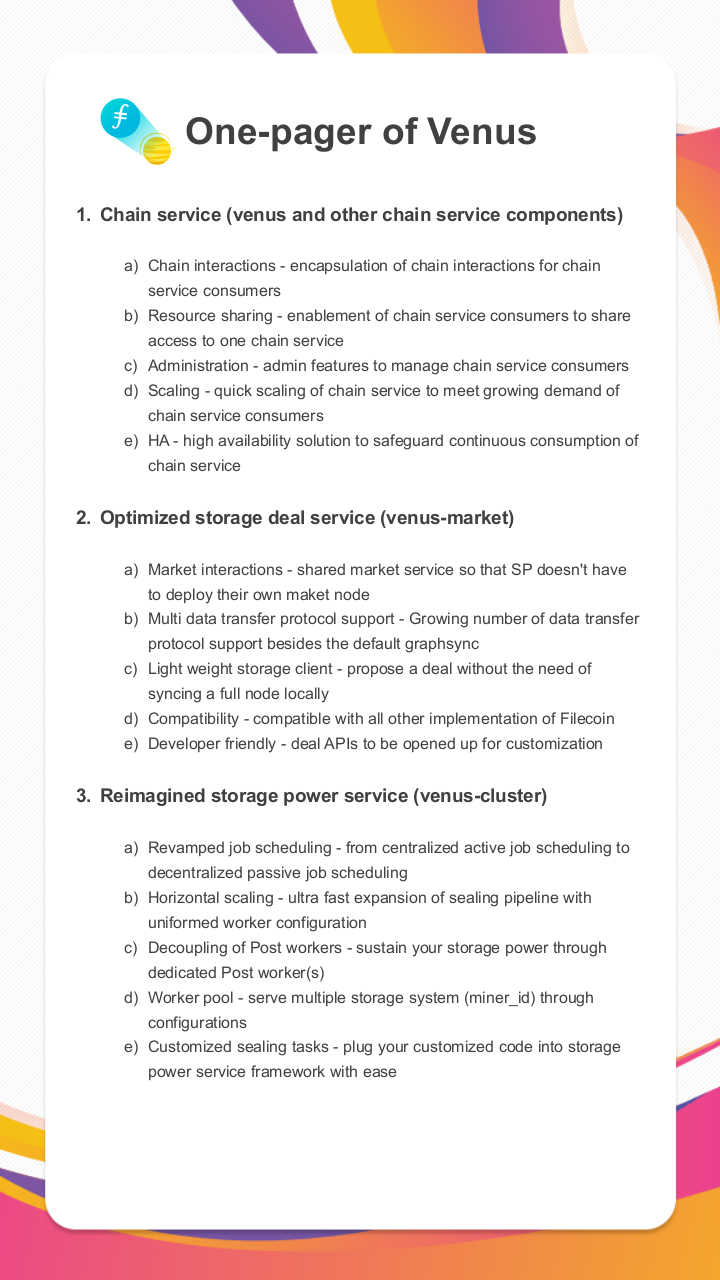 One-pager of Venus
1. Chain service (venus and other chain service components)
a) Chain interactions - encapsulation of chain interactions for chain
service consumers
b) Resource sharing - enablement of chain service consumers to share
access to one chain service
c) Administration - admin features to manage chain service consumers
d) Scaling - quick scaling of chain service to meet growing demand of
chain service consumers
e) HA - high availability solution to safeguard continuous consumption of
chain service
2. Optimized storage deal service (venus-market)
a) Market interactions - shared market service so that SP doesn't have
to deploy their own maket node
b) Multi data transfer protocol support - Growing number of data transfer
protocol support besides the default graphsync
c) Light weight storage client - propose a deal without the need of
syncing a full node locally
d) Compatibility - compatible with all other implementation of Filecoin
e) Developer friendly - deal APIs to be opened up for customization
3. Reimagined storage power service (venus-cluster)
a) Revamped job scheduling - from centralized active job scheduling to
decentralized passive job scheduling
b) Horizontal scaling - ultra fast expansion of sealing pipeline with
uniformed worker configuration
c) Decoupling of Post workers - sustain your storage power through
dedicated Post worker(s)
d) Worker pool - serve multiple storage system (miner_id) through
configurations
e) Customized sealing tasks - plug your customized code into storage
power service framework with ease